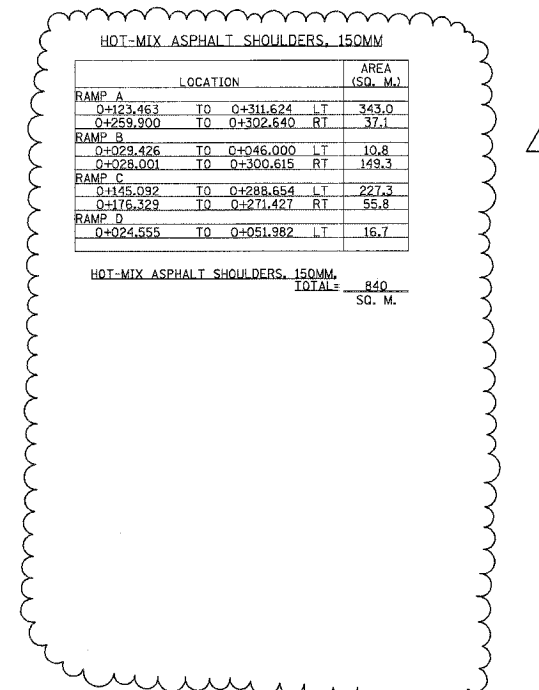 HOT-MIX ASPHALT SHOULDERS, 150MM
LOCATION AREA (SQ. M.)
RAMP A
0+123.463 TO 0+311.624 LT 343.0
0+259.900 TO 0+302.640 RT 37.1
RAMP B
0+029.426 TO 0+046.000 LT 10.8
0+028.001 TO 0+300.615 RT 149.3
RAMP C
0+145.092 TO 0+288.654 LT 227.3
0+176.329 TO 0+271.427 RT 55.8
RAMP D
0+024.555 TO 0+051.982 LT 16.7
HOT-MIX ASPHALT SHOULDERS, 150MM,
TOTAL= 840
SQ. M.